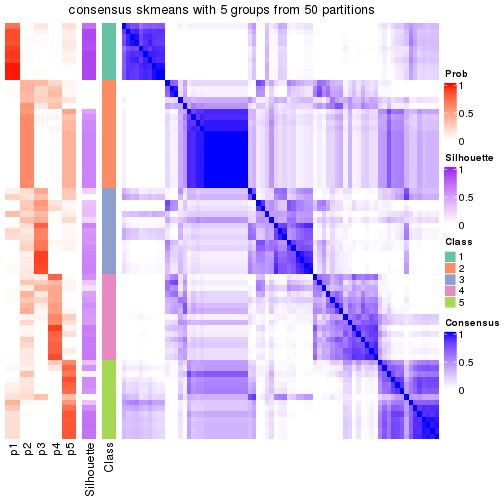 consensus skmeans with 5 groups from 50 partitions
Prob
1
0.5
0
Silhouette
1
0.5
0
Class
1
2
3
4
5
Consensus
1
0.5
0
p1
p2
p3
p4
p5
Silhouette
Class